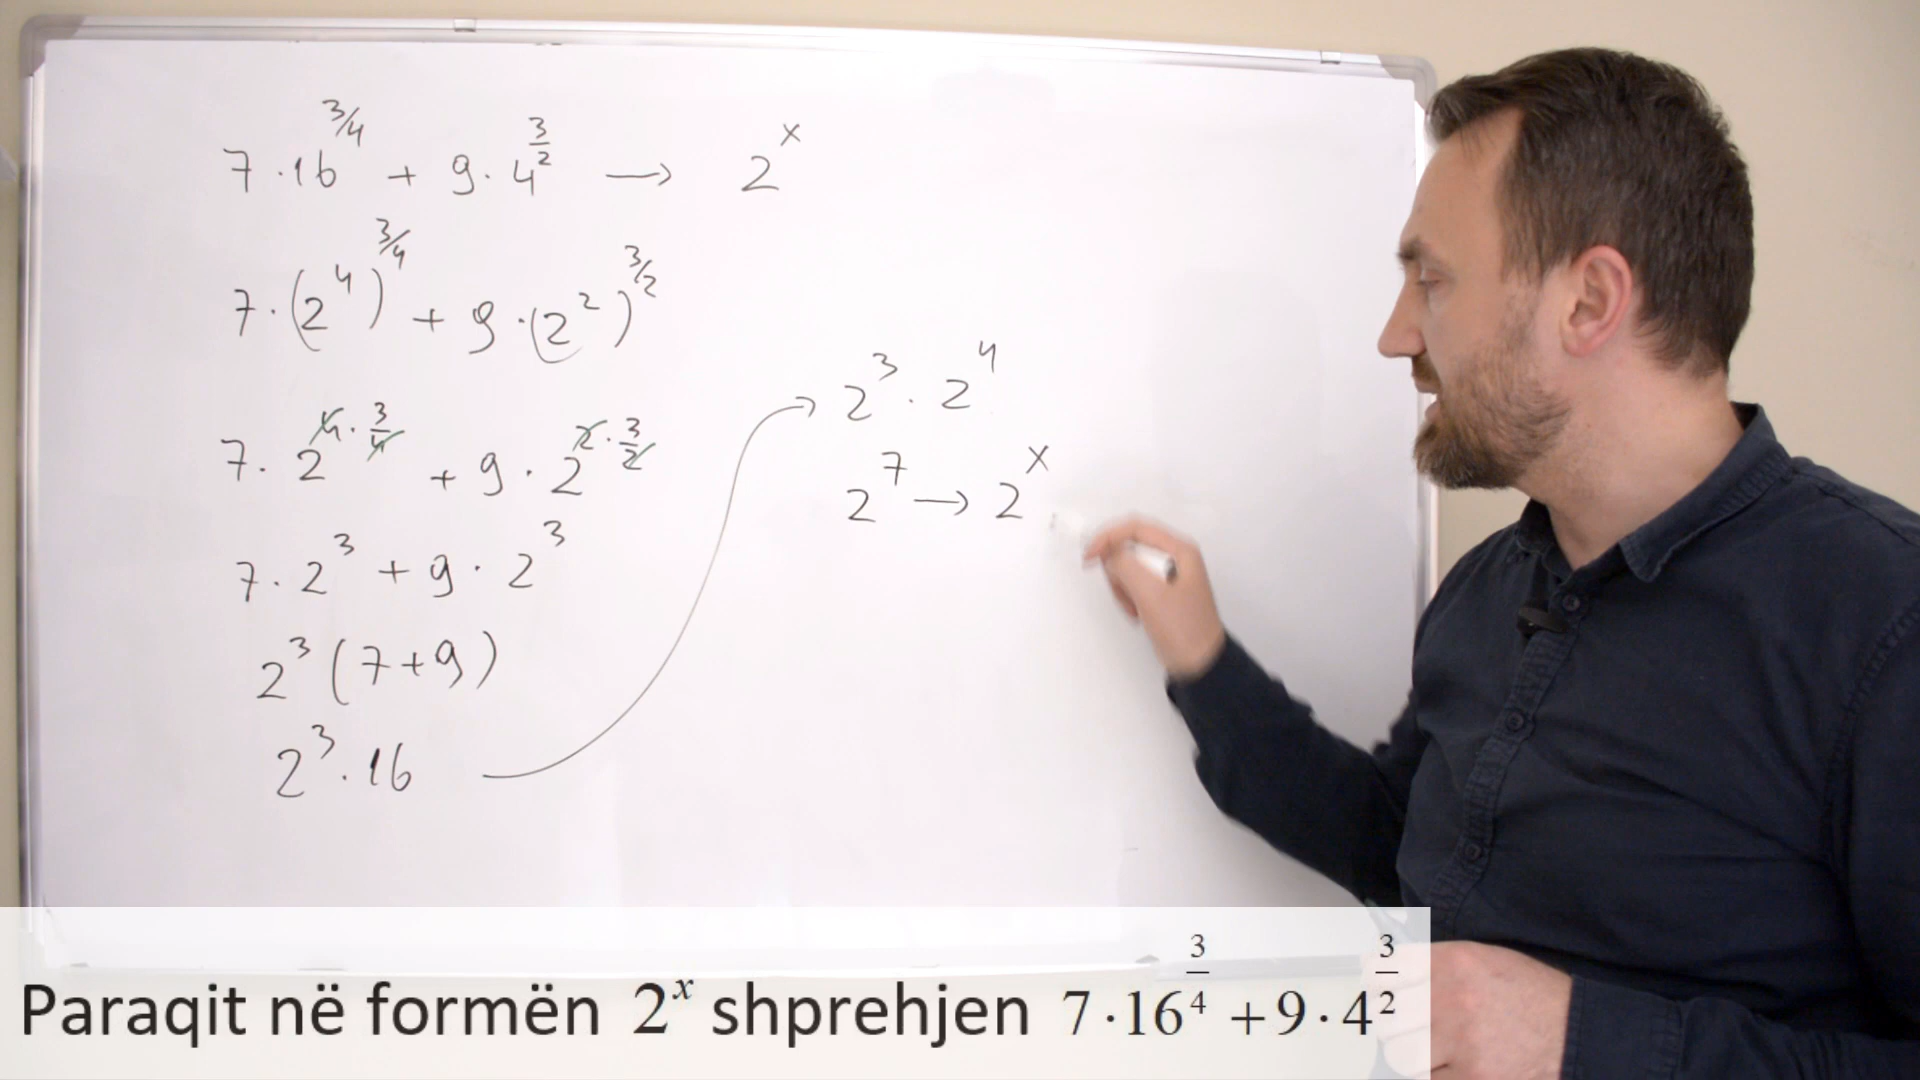 7 · 16^3/4 + 9 · 4^3/2 → 2^x
7 · (2^4)^3/4 + 9 · (2^2)^3/2
7 · 2^4 · 3/4 + 9 · 2^2 · 3/2
7 · 2^3 + 9 · 2^3
2^3 (7 + 9)
2^3 · 16
2^3 · 2^4
2^7 → 2^x
Paraqit në formën 2^x shprehjen 7 · 16^3/4 + 9 · 4^3/2